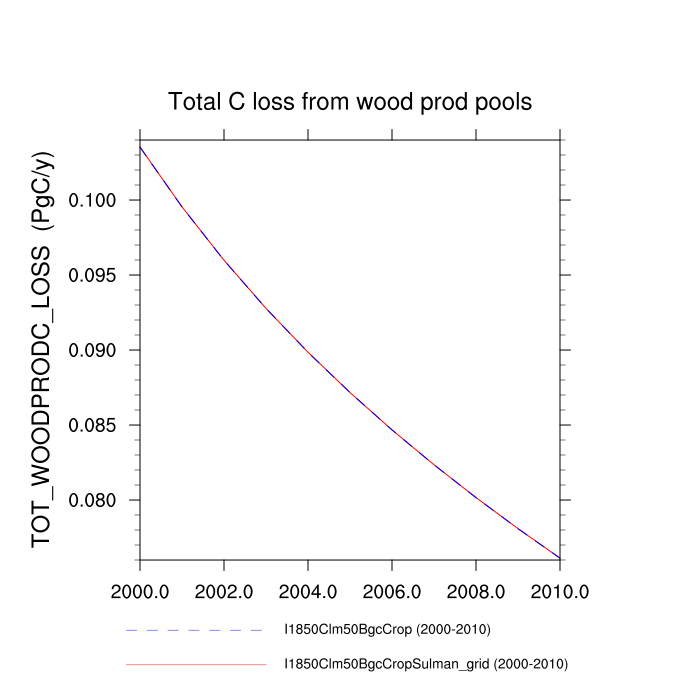 Total C loss from wood prod pools
TOT_WOODPRODC_LOSS (PgC/y)
0.100
0.095
0.090
0.085
0.080
2000.0 2002.0 2004.0 2006.0 2008.0 2010.0
I1850Clm50BgcCrop (2000-2010)
I1850Clm50BgcCropSulman_grid (2000-2010)